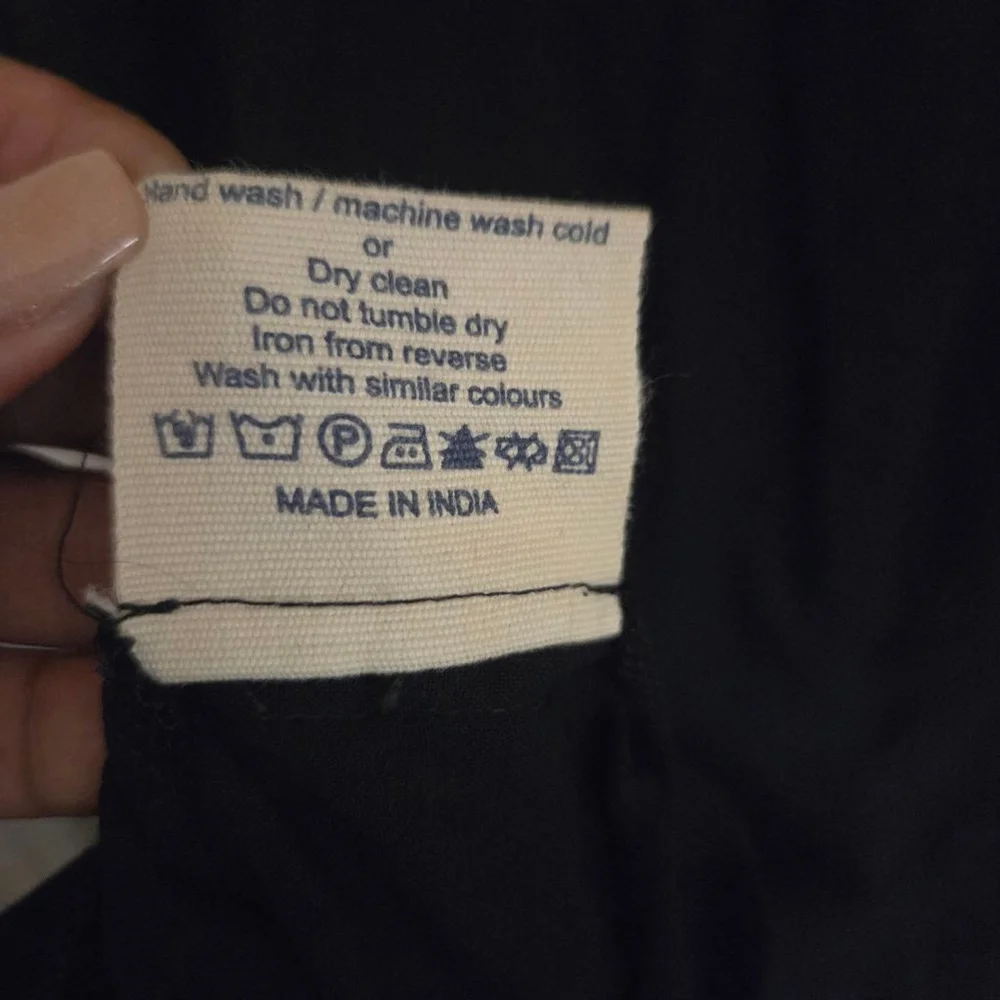 Hand wash / machine wash cold
or
Dry clean
Do not tumble dry
Iron from reverse
Wash with similar colours
P
MADE IN INDIA